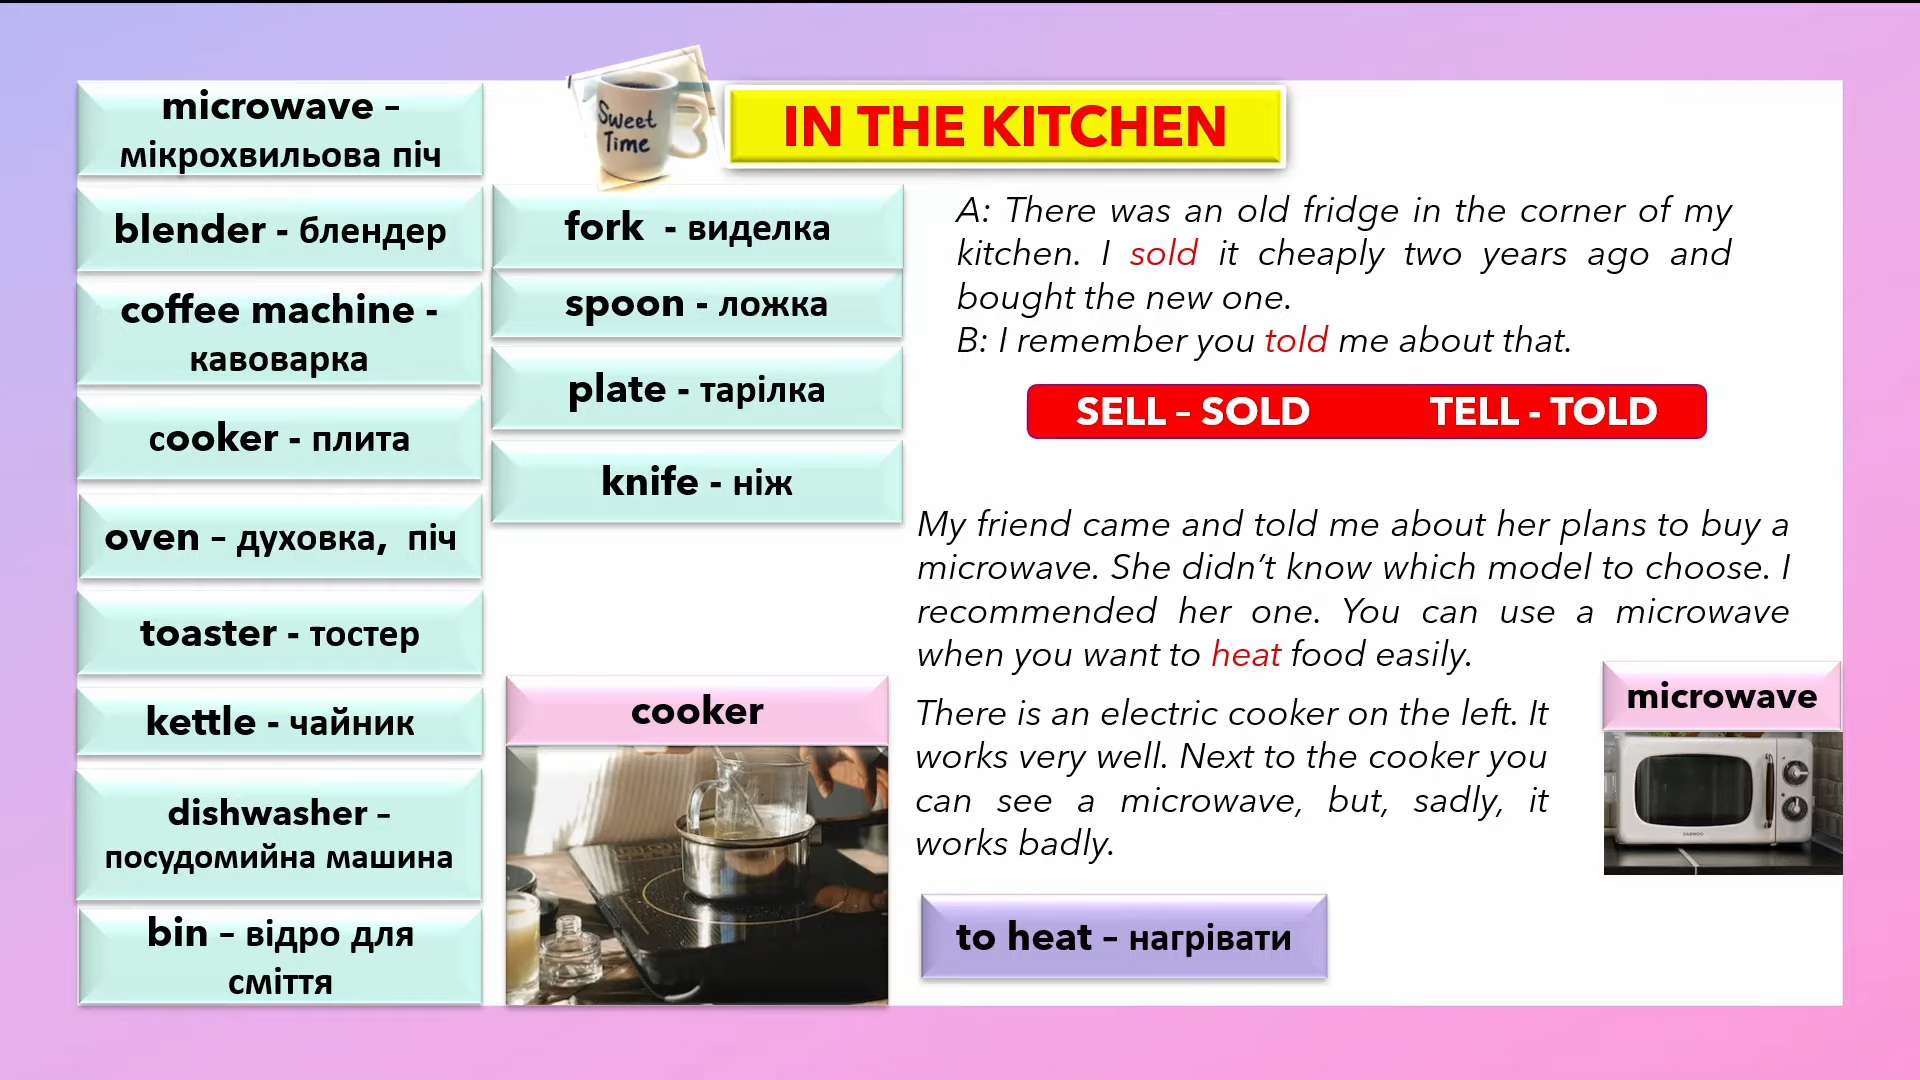 microwave –
мікрохвильова піч
blender - блендер
coffee machine -
кавоварка
cooker - плита
oven – духовка, піч
toaster - тостер
kettle - чайник
dishwasher –
посудомийна машина
bin – відро для
сміття
Sweet
Time
IN THE KITCHEN
fork - виделка
spoon - ложка
plate - тарілка
knife - ніж
A: There was an old fridge in the corner of my
kitchen. I sold it cheaply two years ago and
bought the new one.
B: I remember you told me about that.
SELL – SOLD TELL - TOLD
My friend came and told me about her plans to buy a
microwave. She didn’t know which model to choose. I
recommended her one. You can use a microwave
when you want to heat food easily.
cooker
There is an electric cooker on the left. It
works very well. Next to the cooker you
can see a microwave, but, sadly, it
works badly.
microwave
DAEWOO
to heat – нагрівати